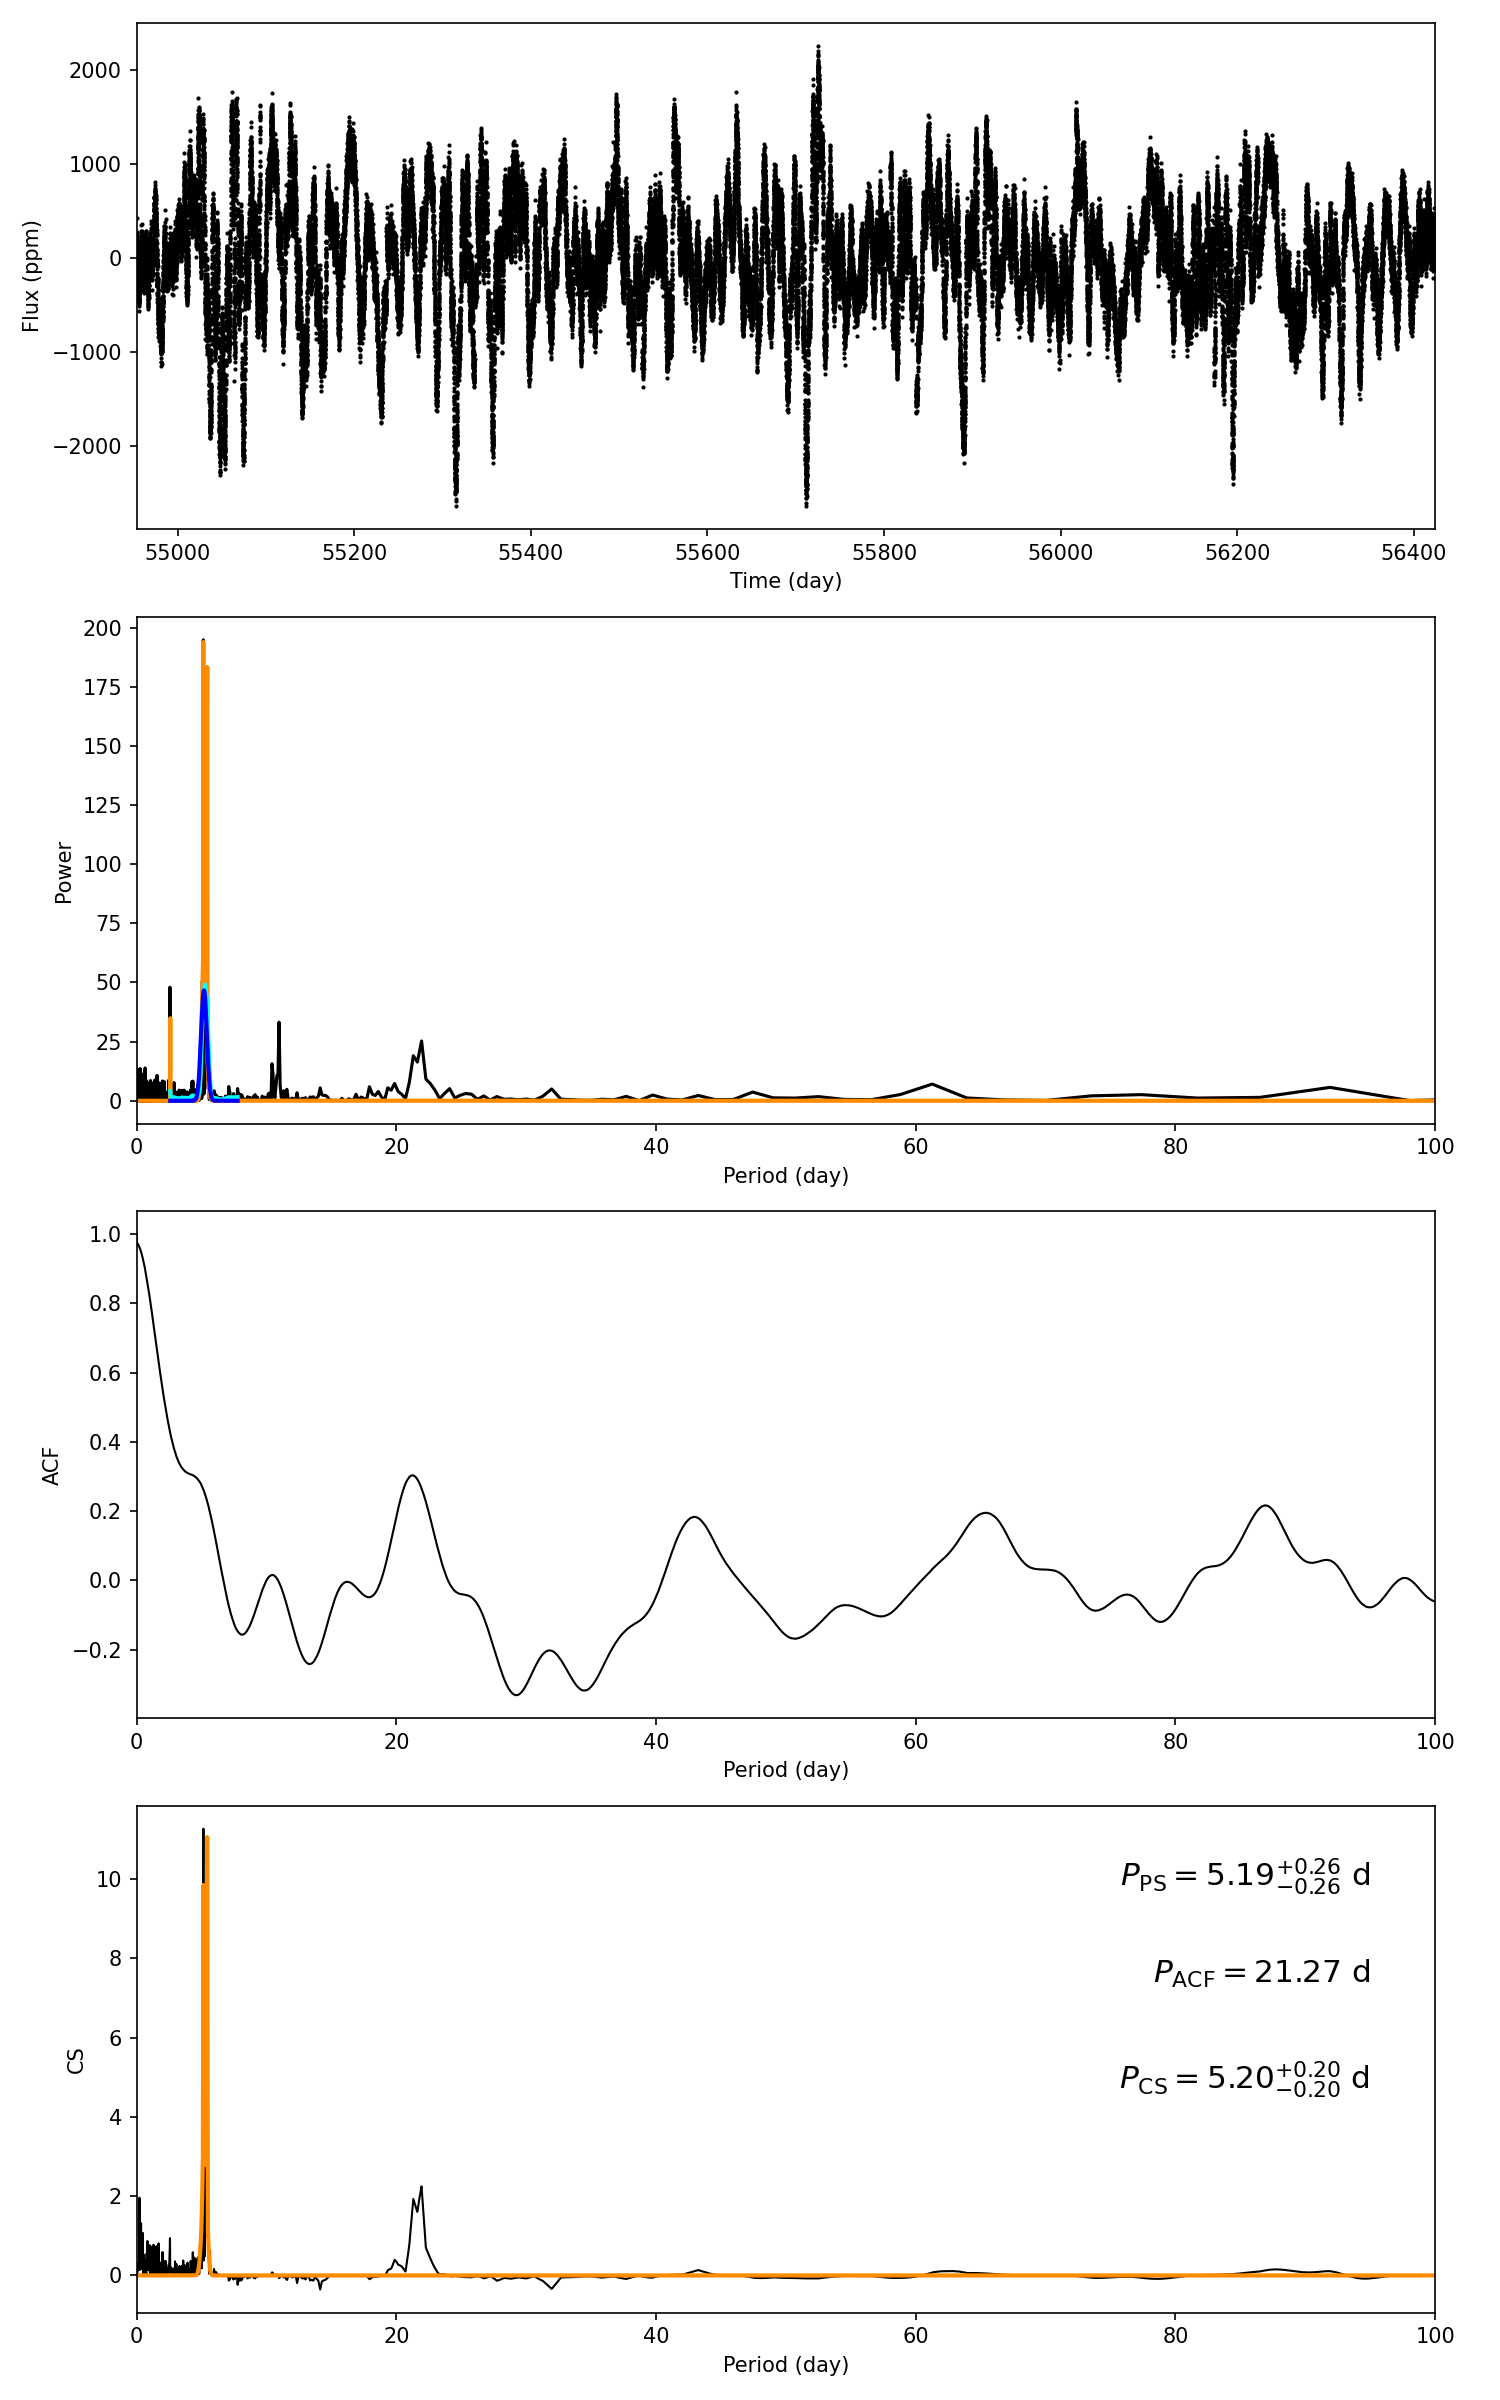 2000
1000
0
−1000
−2000
Flux (ppm)
55000 55200 55400 55600 55800 56000 56200 56400
Time (day)
200
175
150
125
100
75
50
25
0
Power
0 20 40 60 80 100
Period (day)
1.0
0.8
0.6
0.4
0.2
0.0
−0.2
ACF
0 20 40 60 80 100
Period (day)
10
8
6
4
2
0
CS
P_PS = 5.19^{+0.26}_{−0.26} d
P_ACF = 21.27 d
P_CS = 5.20^{+0.20}_{−0.20} d
0 20 40 60 80 100
Period (day)